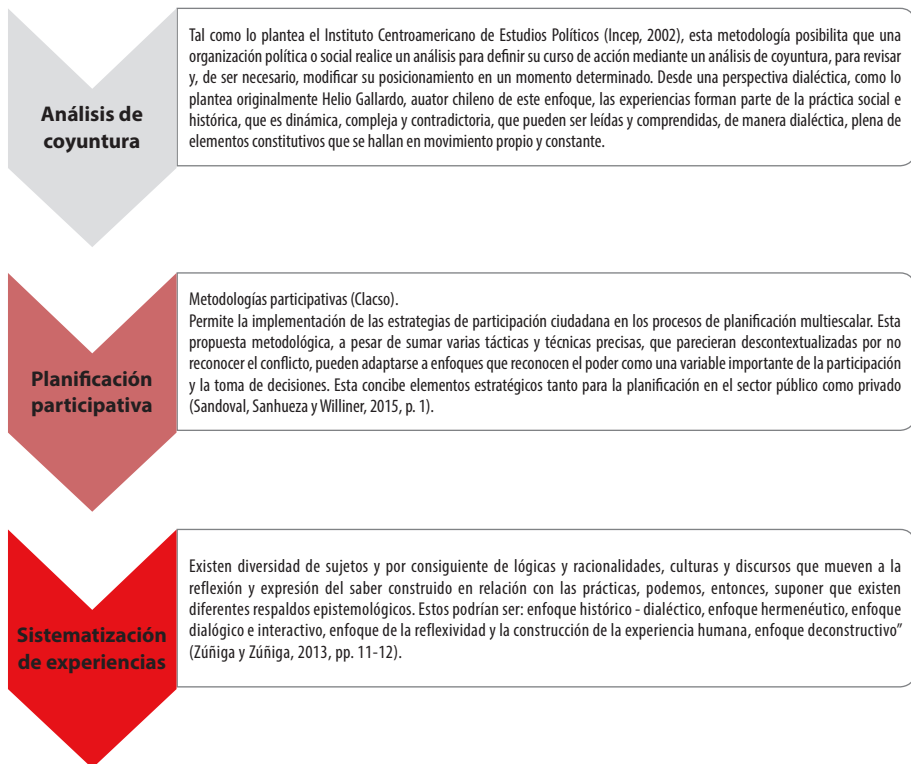 Tal como lo plantea el Instituto Centroamericano de Estudios Políticos (Incep, 2002), esta metodología posibilita que una
organización política o social realice un análisis para definir su curso de acción mediante un análisis de coyuntura, para revisar
y, de ser necesario, modificar su posicionamiento en un momento determinado. Desde una perspectiva dialéctica, como lo
plantea originalmente Helio Gallardo, auator chileno de este enfoque, las experiencias forman parte de la práctica social e
histórica, que es dinámica, compleja y contradictoria, que pueden ser leídas y comprendidas, de manera dialéctica, plena de
elementos constitutivos que se hallan en movimiento propio y constante.
Análisis de
coyuntura
Metodologías participativas (Clacso).
Permite la implementación de las estrategias de participación ciudadana en los procesos de planificación multiescalar. Esta
propuesta metodológica, a pesar de sumar varias tácticas y técnicas precisas, que parecieran descontextualizadas por no
reconocer el conflicto, pueden adaptarse a enfoques que reconocen el poder como una variable importante de la participación
y la toma de decisiones. Esta concibe elementos estratégicos tanto para la planificación en el sector público como privado
(Sandoval, Sanhueza y Williner, 2015, p. 1).
Planificación
participativa
Existen diversidad de sujetos y por consiguiente de lógicas y racionalidades, culturas y discursos que mueven a la
reflexión y expresión del saber construido en relación con las prácticas, podemos, entonces, suponer que existen
diferentes respaldos epistemológicos. Estos podrían ser: enfoque histórico - dialéctico, enfoque hermenéutico, enfoque
dialógico e interactivo, enfoque de la reflexividad y la construcción de la experiencia humana, enfoque deconstructivo”
(Zúñiga y Zúñiga, 2013, pp. 11-12).
Sistematización
de experiencias